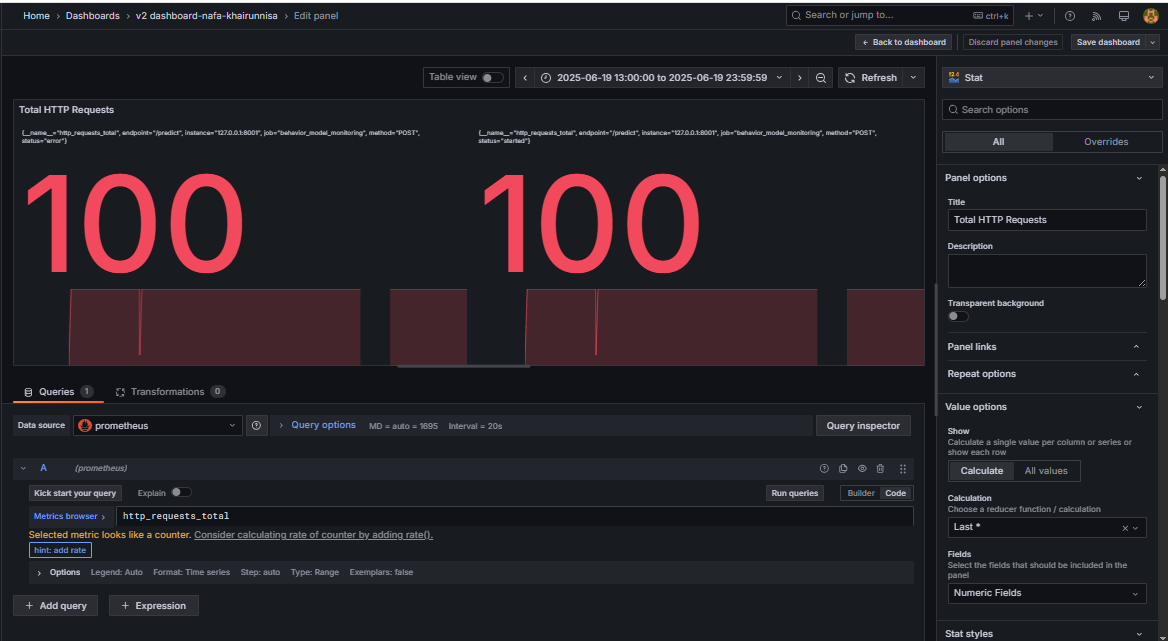 Home › Dashboards › v2 dashboard-nafa-khairunnisa › Edit panel
Search or jump to... ctrl+k
← Back to dashboard Discard panel changes Save dashboard
Table view 2025-06-19 13:00:00 to 2025-06-19 23:59:59 Refresh
Stat
Search options
All Overrides
Total HTTP Requests
{__name__="http_requests_total", endpoint="/predict", instance="127.0.0.1:8001", job="behavior_model_monitoring", method="POST",
status="error"}
100
{__name__="http_requests_total", endpoint="/predict", instance="127.0.0.1:8001", job="behavior_model_monitoring", method="POST",
status="started"}
100
Queries 1 Transformations 0
Data source prometheus › Query options MD = auto = 1695 Interval = 20s Query inspector
A (prometheus)
Kick start your query Explain Run queries Builder Code
Metrics browser › http_requests_total
Selected metric looks like a counter. Consider calculating rate of counter by adding rate().
hint: add rate
› Options Legend: Auto Format: Time series Step: auto Type: Range Exemplars: false
+ Add query + Expression
Panel options
Title
Total HTTP Requests
Description
Transparent background
Panel links
Repeat options
Value options
Show
Calculate a single value per column or series or
show each row
Calculate All values
Calculation
Choose a reducer function / calculation
Last *
Fields
Select the fields that should be included in the
panel
Numeric Fields
Stat styles